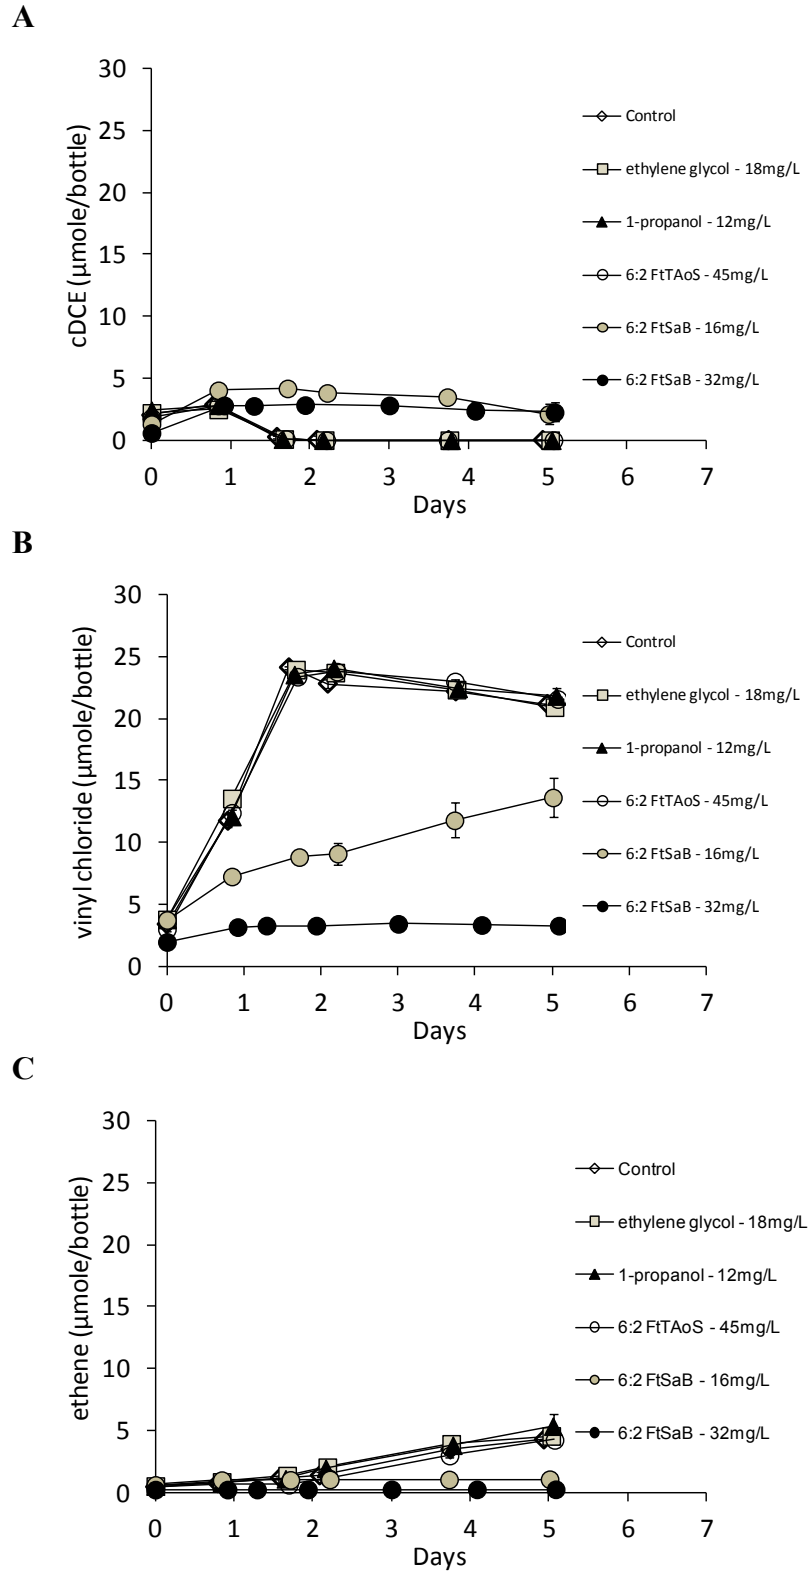 A
30
25
20
15
10
5
0
cDCE (µmole/bottle)
0 1 2 3 4 5 6 7
Days
Control
ethylene glycol - 18mg/L
1-propanol - 12mg/L
6:2 FtTAoS - 45mg/L
6:2 FtSaB - 16mg/L
6:2 FtSaB - 32mg/L
B
30
25
20
15
10
5
0
vinyl chloride (µmole/bottle)
0 1 2 3 4 5 6 7
Days
Control
ethylene glycol - 18mg/L
1-propanol - 12mg/L
6:2 FtTAoS - 45mg/L
6:2 FtSaB - 16mg/L
6:2 FtSaB - 32mg/L
C
30
25
20
15
10
5
0
ethene (µmole/bottle)
0 1 2 3 4 5 6 7
Days
Control
ethylene glycol - 18mg/L
1-propanol - 12mg/L
6:2 FtTAoS - 45mg/L
6:2 FtSaB - 16mg/L
6:2 FtSaB - 32mg/L